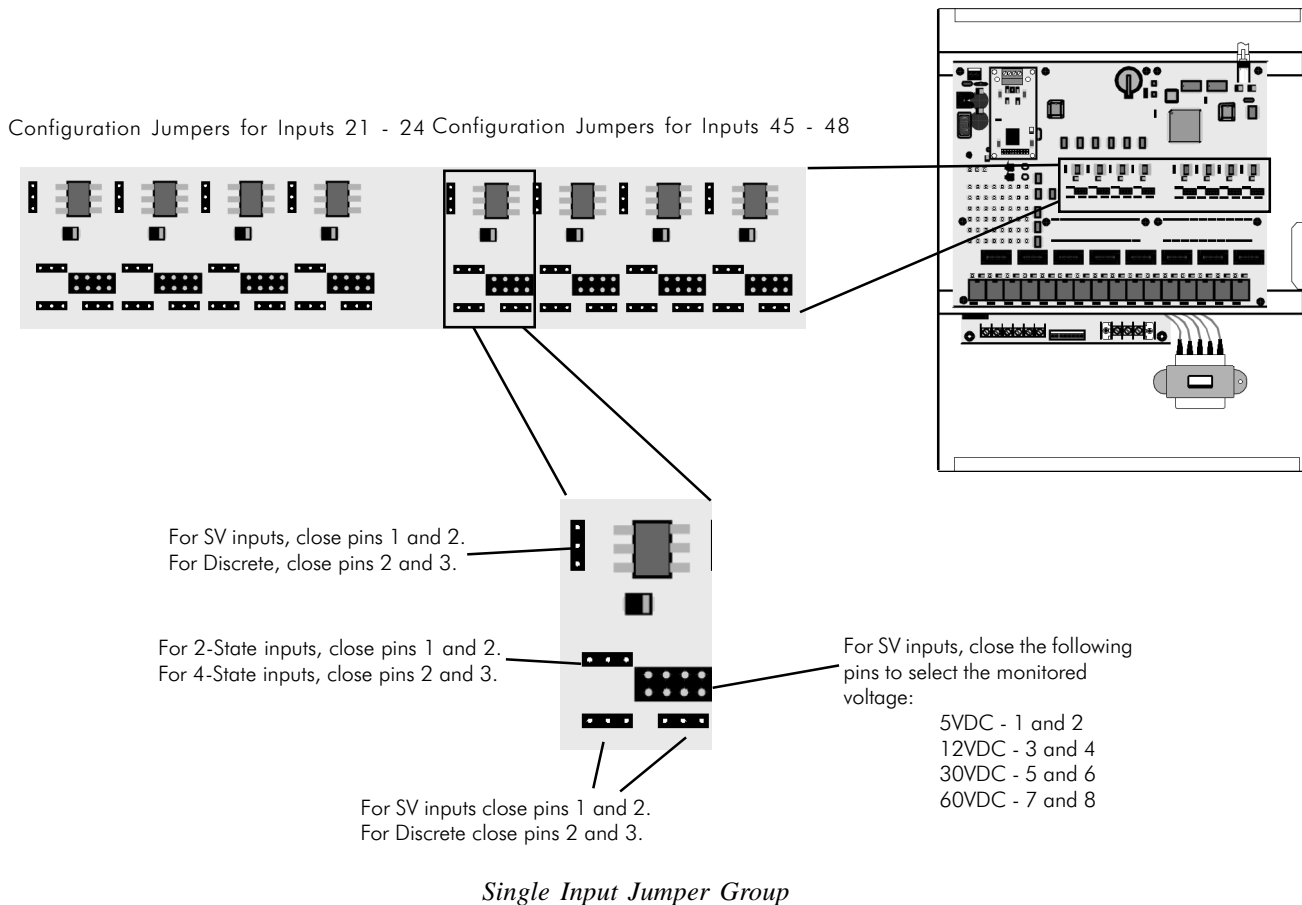 Configuration Jumpers for Inputs 21 - 24
Configuration Jumpers for Inputs 45 - 48
For SV inputs, close pins 1 and 2.
For Discrete, close pins 2 and 3.
For 2-State inputs, close pins 1 and 2.
For 4-State inputs, close pins 2 and 3.
For SV inputs, close the following
pins to select the monitored
voltage:
5VDC - 1 and 2
12VDC - 3 and 4
30VDC - 5 and 6
60VDC - 7 and 8
For SV inputs close pins 1 and 2.
For Discrete close pins 2 and 3.
Single Input Jumper Group